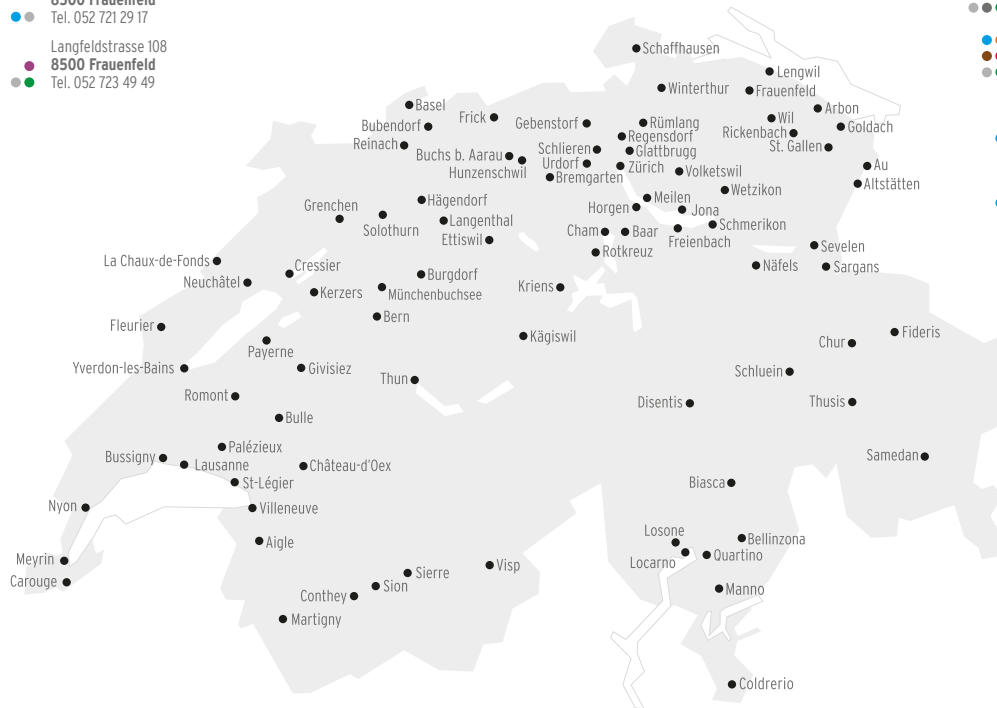 8500 Frauenfeld
Tel. 052 721 29 17
Langfeldstrasse 108
8500 Frauenfeld
Tel. 052 723 49 49
Schaffhausen
Lengwil
Winterthur
Frauenfeld
Basel
Arbon
Frick
Gebenstorf
Rümlang
Wil
Bubendorf
Goldach
Regensdorf
Rickenbach
Reinach
Schlieren
Glattbrugg
St. Gallen
Buchs b. Aarau
Urdorf
Zürich
Au
Hunzenschwil
Volketswil
Bremgarten
Altstätten
Wetzikon
Hägendorf
Meilen
Grenchen
Horgen
Jona
Solothurn
Langenthal
Schmerikon
Cham
Baar
Ettiswil
Freienbach
Sevelen
Rotkreuz
La Chaux-de-Fonds
Cressier
Näfels
Sargans
Burgdorf
Neuchâtel
Kerzers
Münchenbuchsee
Kriens
Bern
Fleurier
Fideris
Kägiswil
Chur
Payerne
Yverdon-les-Bains
Givisiez
Schluein
Thun
Romont
Disentis
Thusis
Bulle
Palézieux
Bussigny
Lausanne
Château-d'Oex
Samedan
St-Légier
Biasca
Nyon
Villeneuve
Losone
Aigle
Bellinzona
Quartino
Meyrin
Locarno
Visp
Sierre
Carouge
Sion
Manno
Conthey
Martigny
Coldrerio